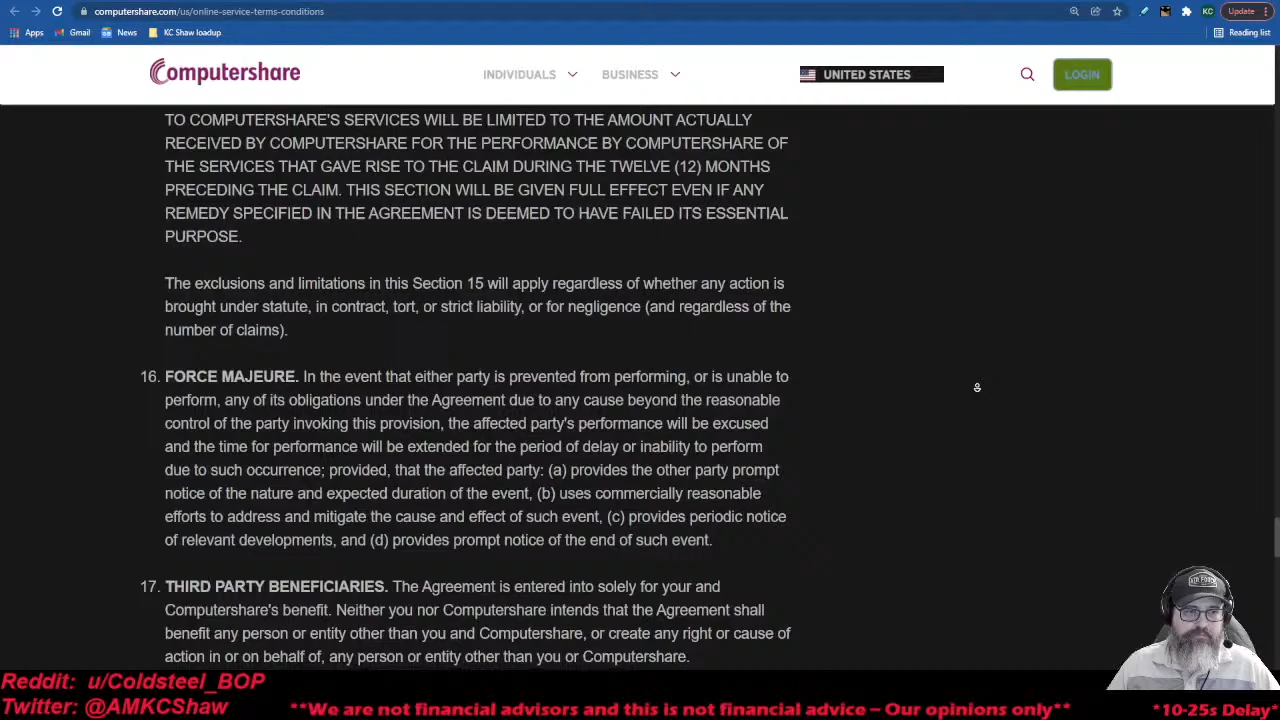 computershare.com/us/online-service-terms-conditions
KC
Update
Apps
Gmail
News
KC Shaw loadup
Reading list
Computershare
INDIVIDUALS
BUSINESS
UNITED STATES
LOGIN
TO COMPUTERSHARE'S SERVICES WILL BE LIMITED TO THE AMOUNT ACTUALLY
RECEIVED BY COMPUTERSHARE FOR THE PERFORMANCE BY COMPUTERSHARE OF
THE SERVICES THAT GAVE RISE TO THE CLAIM DURING THE TWELVE (12) MONTHS
PRECEDING THE CLAIM. THIS SECTION WILL BE GIVEN FULL EFFECT EVEN IF ANY
REMEDY SPECIFIED IN THE AGREEMENT IS DEEMED TO HAVE FAILED ITS ESSENTIAL
PURPOSE.
The exclusions and limitations in this Section 15 will apply regardless of whether any action is
brought under statute, in contract, tort, or strict liability, or for negligence (and regardless of the
number of claims).
16. FORCE MAJEURE. In the event that either party is prevented from performing, or is unable to
perform, any of its obligations under the Agreement due to any cause beyond the reasonable
control of the party invoking this provision, the affected party's performance will be excused
and the time for performance will be extended for the period of delay or inability to perform
due to such occurrence; provided, that the affected party: (a) provides the other party prompt
notice of the nature and expected duration of the event, (b) uses commercially reasonable
efforts to address and mitigate the cause and effect of such event, (c) provides periodic notice
of relevant developments, and (d) provides prompt notice of the end of such event.
17. THIRD PARTY BENEFICIARIES. The Agreement is entered into solely for your and
Computershare's benefit. Neither you nor Computershare intends that the Agreement shall
benefit any person or entity other than you and Computershare, or create any right or cause of
action in or on behalf of, any person or entity other than you or Computershare.
AIR FORCE
Reddit: u/Coldsteel_BOP
Twitter: @AMKCShaw
**We are not financial advisors and this is not financial advice – Our opinions only**
*10-25s Delay*